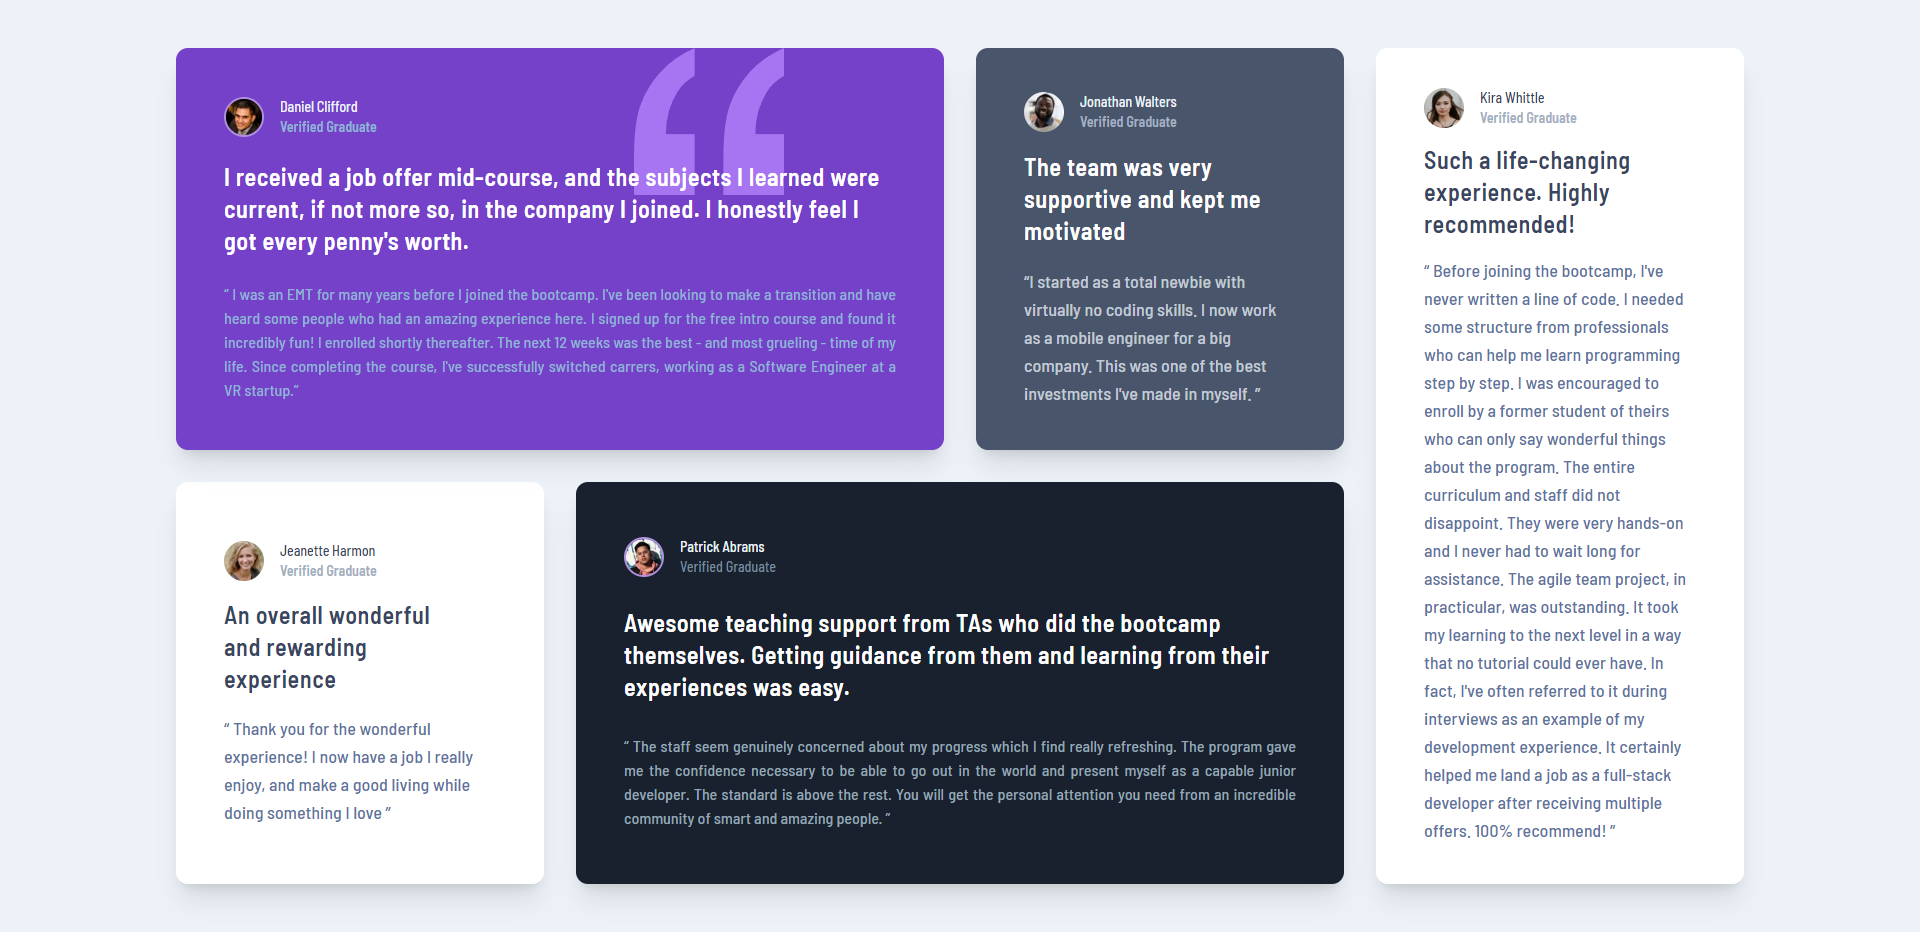 Daniel Clifford
Verified Graduate
I received a job offer mid-course, and the subjects I learned were
current, if not more so, in the company I joined. I honestly feel I
got every penny's worth.
“ I was an EMT for many years before I joined the bootcamp. I've been looking to make a transition and have
heard some people who had an amazing experience here. I signed up for the free intro course and found it
incredibly fun! I enrolled shortly thereafter. The next 12 weeks was the best - and most grueling - time of my
life. Since completing the course, I've successfully switched carrers, working as a Software Engineer at a
VR startup.”
Jonathan Walters
Verified Graduate
The team was very
supportive and kept me
motivated
“I started as a total newbie with
virtually no coding skills. I now work
as a mobile engineer for a big
company. This was one of the best
investments I've made in myself. ”
Kira Whittle
Verified Graduate
Such a life-changing
experience. Highly
recommended!
“ Before joining the bootcamp, I've
never written a line of code. I needed
some structure from professionals
who can help me learn programming
step by step. I was encouraged to
enroll by a former student of theirs
who can only say wonderful things
about the program. The entire
curriculum and staff did not
disappoint. They were very hands-on
and I never had to wait long for
assistance. The agile team project, in
practicular, was outstanding. It took
my learning to the next level in a way
that no tutorial could ever have. In
fact, I've often referred to it during
interviews as an example of my
development experience. It certainly
helped me land a job as a full-stack
developer after receiving multiple
offers. 100% recommend! ”
Jeanette Harmon
Verified Graduate
An overall wonderful
and rewarding
experience
“ Thank you for the wonderful
experience! I now have a job I really
enjoy, and make a good living while
doing something I love ”
Patrick Abrams
Verified Graduate
Awesome teaching support from TAs who did the bootcamp
themselves. Getting guidance from them and learning from their
experiences was easy.
“ The staff seem genuinely concerned about my progress which I find really refreshing. The program gave
me the confidence necessary to be able to go out in the world and present myself as a capable junior
developer. The standard is above the rest. You will get the personal attention you need from an incredible
community of smart and amazing people. ”